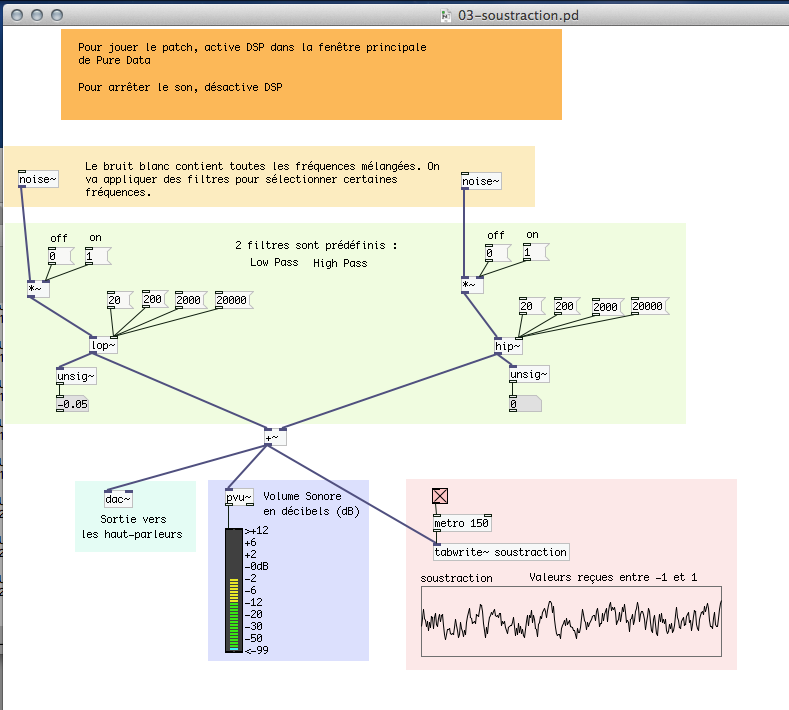 03-soustraction.pd
Pour jouer le patch, active DSP dans la fenêtre principale
de Pure Data
Pour arrêter le son, désactive DSP
noise~
Le bruit blanc contient toutes les fréquences mélangées. On
va appliquer des filtres pour sélectionner certaines
fréquences.
noise~
off on
0 1
2 filtres sont prédéfinis :
Low Pass High Pass
off on
0 1
*~
*~
20 200 2000 20000
20 200 2000 20000
lop~
hip~
unsig~
unsig~
-0.05
0
+~
dac~
Sortie vers
les haut-parleurs
pvu~
Volume Sonore
en décibels (dB)
>+12
+6
+2
-0dB
-2
-6
-12
-20
-30
-50
<-99
metro 150
tabwrite~ soustraction
soustraction
Valeurs reçues entre -1 et 1